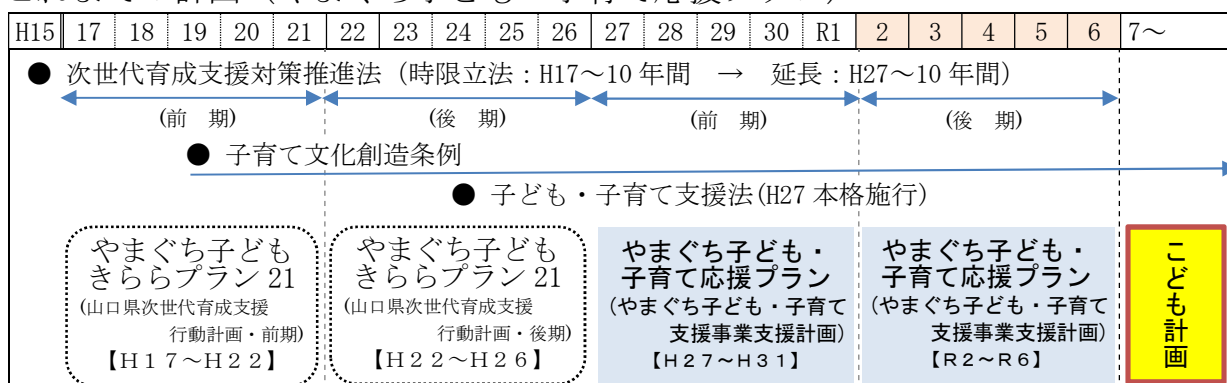 H15 17 18 19 20 21 22 23 24 25 26 27 28 29 30 R1 2 3 4 5 6 7～
● 次世代育成支援対策推進法（時限立法：H17～10年間 → 延長：H27～10年間）
(前 期) (後 期) (前 期) (後 期)
● 子育て文化創造条例
● 子ども・子育て支援法(H27本格施行)
やまぐち子ども
きららプラン21
(山口県次世代育成支援
行動計画・前期)
【H17～H22】
やまぐち子ども
きららプラン21
(山口県次世代育成支援
行動計画・後期)
【H22～H26】
やまぐち子ども・
子育て応援プラン
(やまぐち子ども・子育て
支援事業支援計画)
【H27～H31】
やまぐち子ども・
子育て応援プラン
(やまぐち子ども・子育て
支援事業支援計画)
【R2～R6】
こども計画